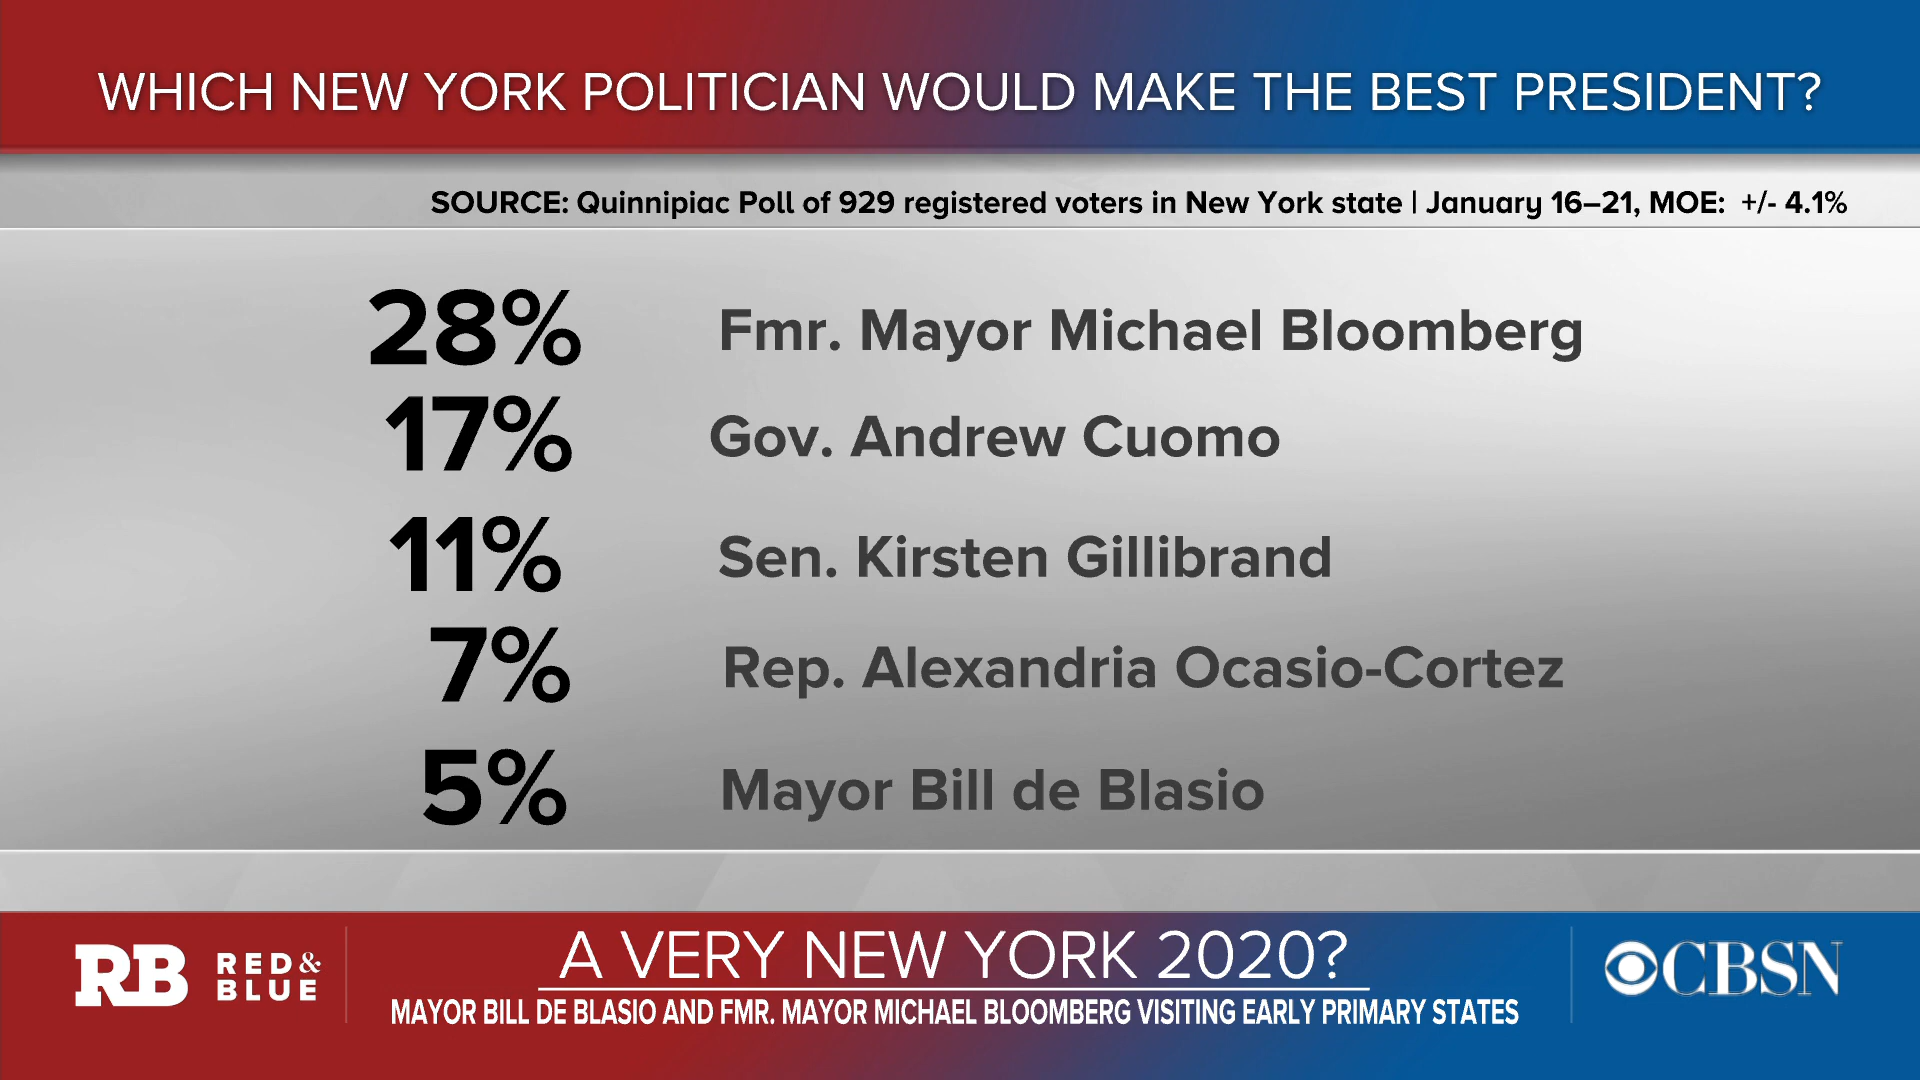 WHICH NEW YORK POLITICIAN WOULD MAKE THE BEST PRESIDENT?
SOURCE: Quinnipiac Poll of 929 registered voters in New York state | January 16–21, MOE: +/- 4.1%
28% Fmr. Mayor Michael Bloomberg
17% Gov. Andrew Cuomo
11% Sen. Kirsten Gillibrand
7% Rep. Alexandria Ocasio-Cortez
5% Mayor Bill de Blasio
RB RED & BLUE
A VERY NEW YORK 2020?
MAYOR BILL DE BLASIO AND FMR. MAYOR MICHAEL BLOOMBERG VISITING EARLY PRIMARY STATES
CBSN